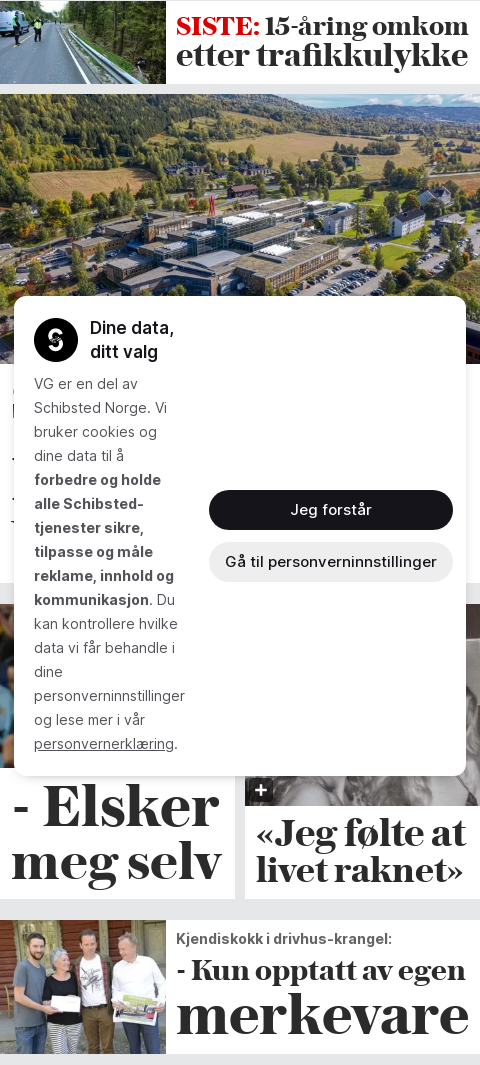 SISTE: 15-åring omkom
etter trafikkulykke
Dine data,
ditt valg
VG er en del av
Schibsted Norge. Vi
bruker cookies og
dine data til å
forbedre og holde
alle Schibsted-
tjenester sikre,
tilpasse og måle
reklame, innhold og
kommunikasjon. Du
kan kontrollere hvilke
data vi får behandle i
dine
personverninnstillinger
og lese mer i vår
personvernerklæring.
Jeg forstår
Gå til personverninnstillinger
- Elsker
meg selv
«Jeg følte at
livet raknet»
Kjendiskokk i drivhus-krangel:
- Kun opptatt av egen
merkevare